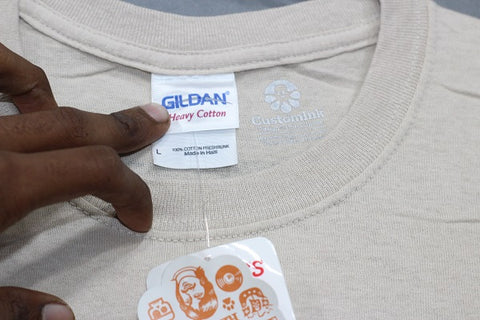 GILDAN®
Heavy Cotton
L
100% COTTON PRESHRUNK
Made in Haiti
CustomInk
S